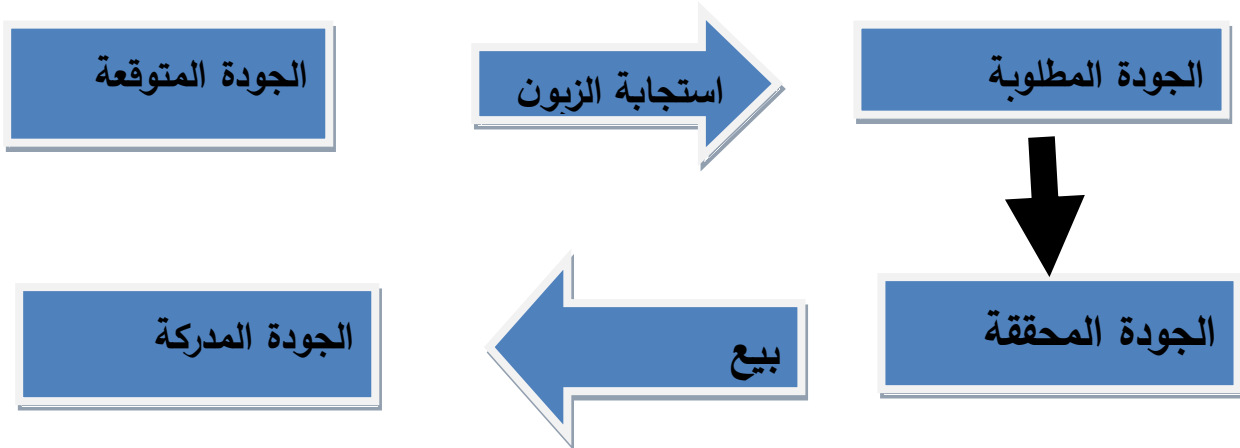 الجودة المتوقعة
استجابة الزبون
الجودة المطلوبة
الجودة المحققة
بيع
الجودة المدركة